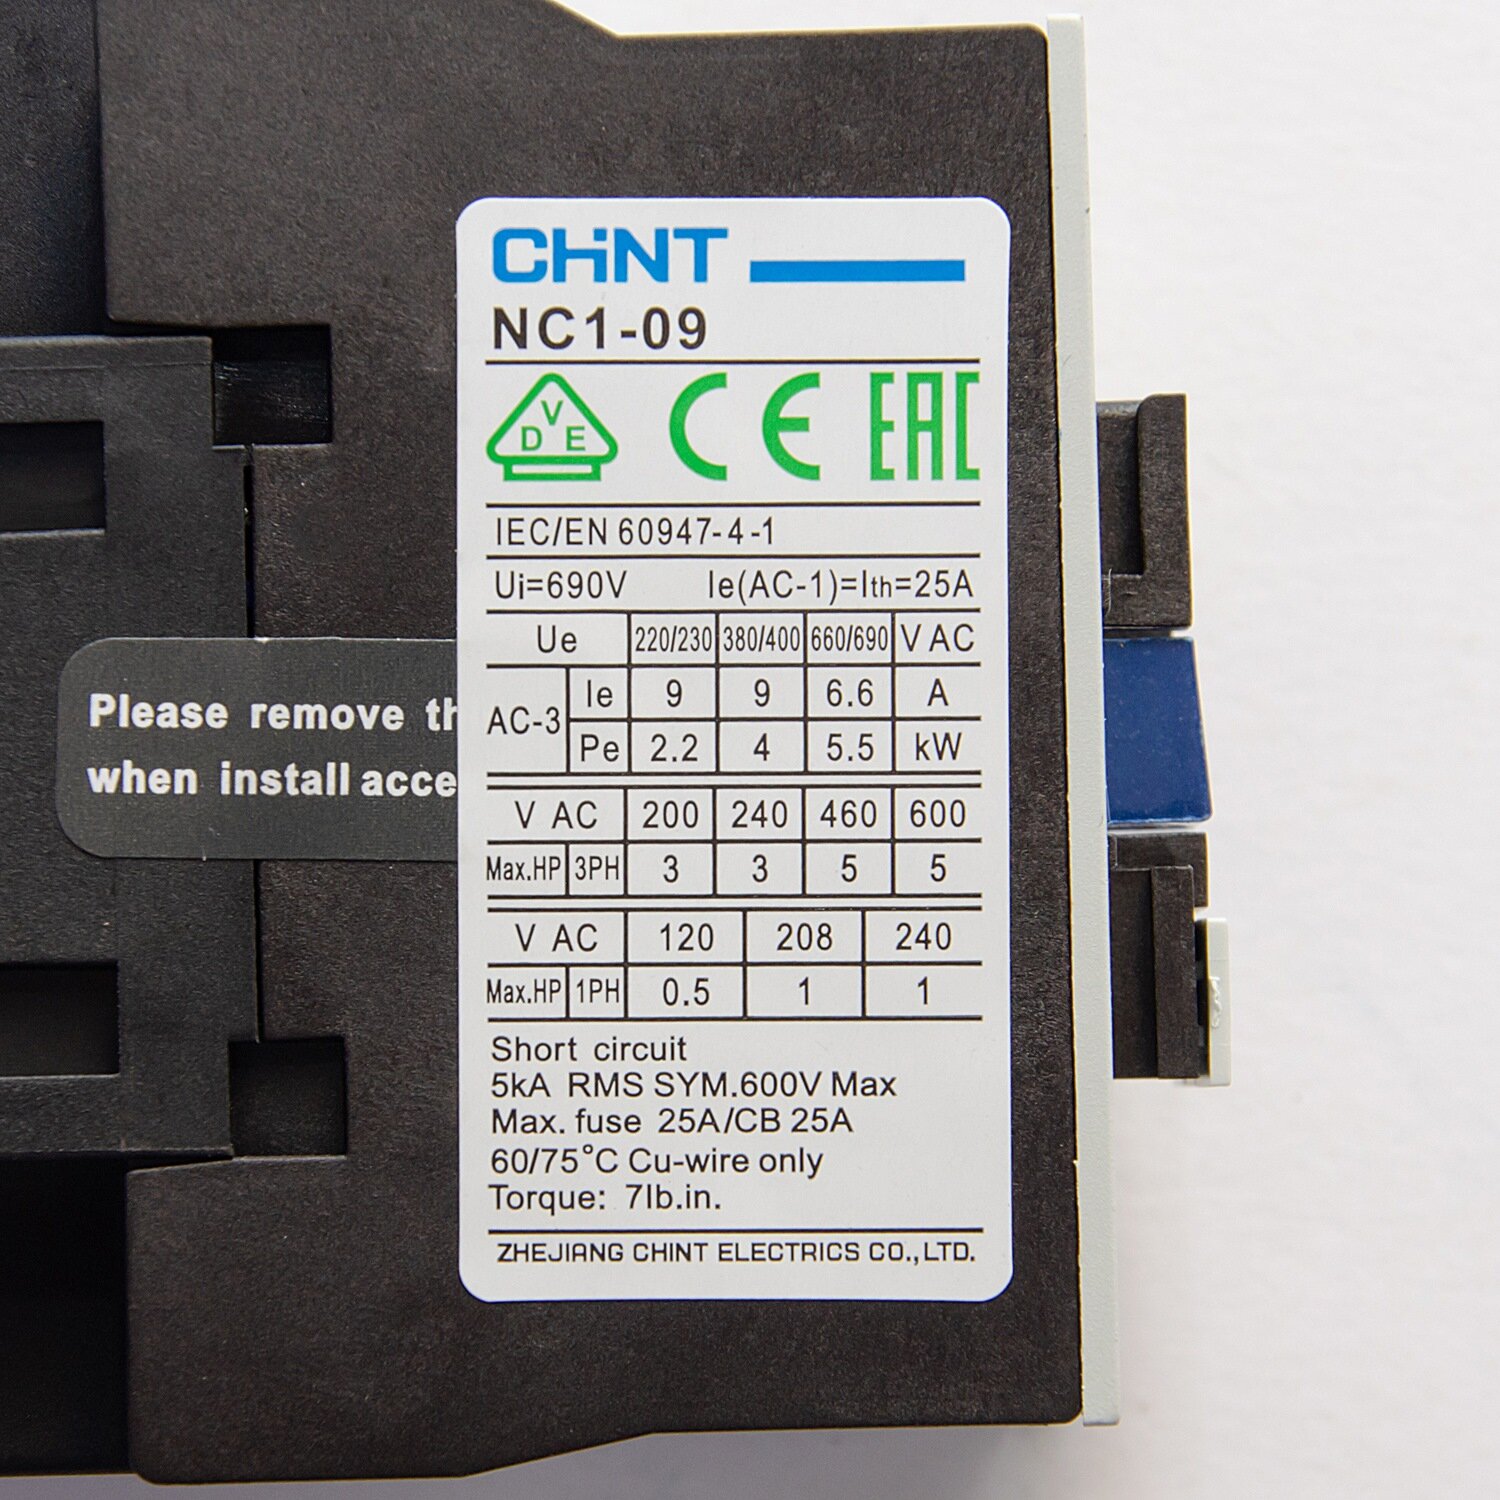 CHNT
NC1-09
VDE CE EAC
IEC/EN 60947-4-1
Ui=690V Ie(AC-1)=Ith=25A
Ue 220/230 380/400 660/690 V AC
AC-3 Ie 9 9 6.6 A
Pe 2.2 4 5.5 kW
V AC 200 240 460 600
Max.HP 3PH 3 3 5 5
V AC 120 208 240
Max.HP 1PH 0.5 1 1
Short circuit
5kA RMS SYM.600V Max
Max. fuse 25A/CB 25A
60/75°C Cu-wire only
Torque: 7lb.in.
ZHEJIANG CHINT ELECTRICS CO.,LTD.
Please remove
when install